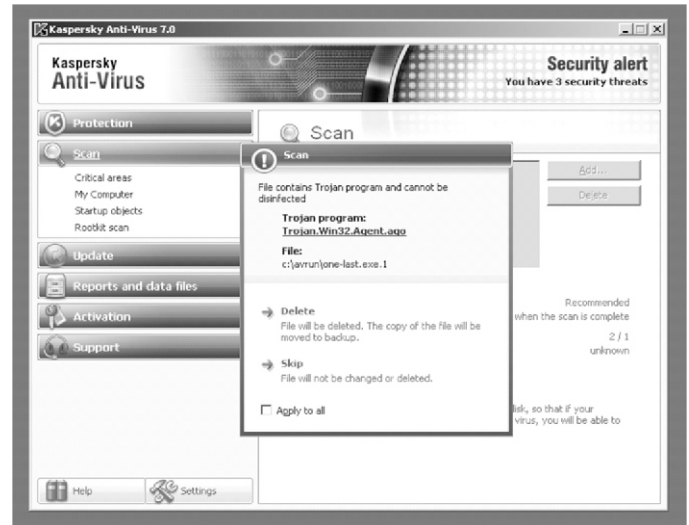 Kaspersky Anti-Virus 7.0
Kaspersky
Anti-Virus
Security alert
You have 3 security threats
Protection
Scan
Critical areas
My Computer
Startup objects
Rootkit scan
Update
Reports and data files
Activation
Support
Help
Settings
Scan
Add...
Delete
Recommended
when the scan is complete
2 / 1
unknown
disk, so that if your
virus, you will be able to
Scan
File contains Trojan program and cannot be
disinfected
Trojan program:
Trojan.Win32.Agent.ago
File:
c:\avrun\one-last.exe.1
Delete
File will be deleted. The copy of the file will be
moved to backup.
Skip
File will not be changed or deleted.
Apply to all